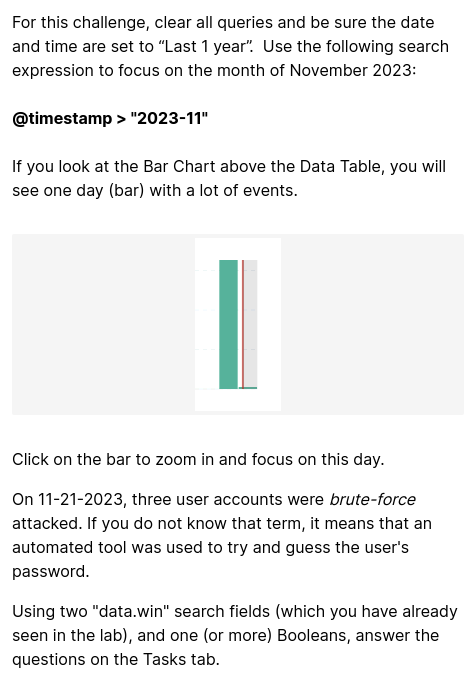 For this challenge, clear all queries and be sure the date
and time are set to “Last 1 year”.  Use the following search
expression to focus on the month of November 2023:
@timestamp > "2023-11"
If you look at the Bar Chart above the Data Table, you will
see one day (bar) with a lot of events.
Click on the bar to zoom in and focus on this day.
On 11-21-2023, three user accounts were brute-force
attacked. If you do not know that term, it means that an
automated tool was used to try and guess the user's
password.
Using two "data.win" search fields (which you have already
seen in the lab), and one (or more) Booleans, answer the
questions on the Tasks tab.